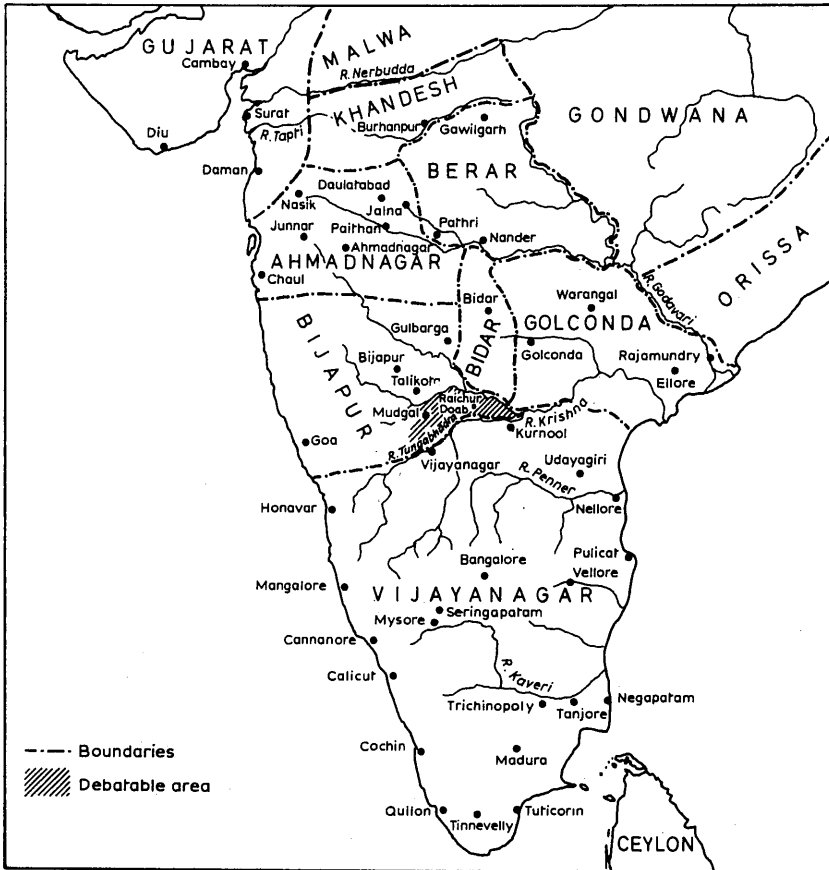 GUJARAT
MALWA
Cambay
R. Nerbudda
KHANDESH
Surat
R. Tapti
Burhanpur
Gawilgarh
GONDWANA
Diu
Daman
BERAR
Daulatabad
Nasik
Jalna
Junnar
Paithan
Pathri
Nander
Ahmadnagar
AHMADNAGAR
Chaul
R. Godavari
ORISSA
Bidar
Warangal
BIDAR
GOLCONDA
Gulbarga
Golconda
Rajamundry
Ellore
BIJAPUR
Bijapur
Talikota
Raichur
Doab
Mudgal
R. Krishna
Kurnool
Goa
R. Tungabhadra
Vijayanagar
Udayagiri
R. Penner
Honavar
Nellore
Pulicat
Bangalore
Vellore
Mangalore
VIJAYANAGAR
Seringapatam
Mysore
Cannanore
Calicut
R. Kaveri
Negapatam
Trichinopoly
Tanjore
Boundaries
Cochin
Madura
Debatable area
Quilon
Tuticorin
Tinnevelly
CEYLON